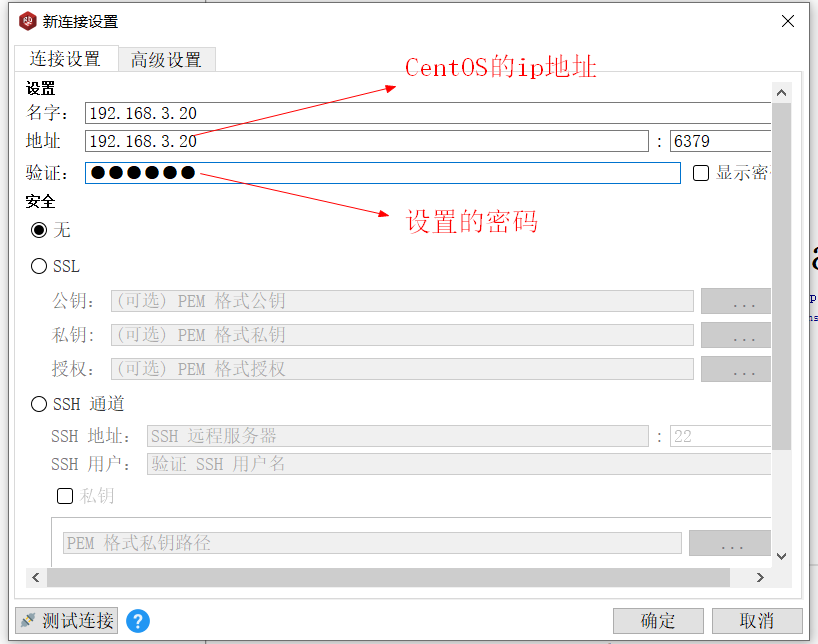 新连接设置
连接设置 高级设置
CentOS的ip地址
设置
名字: 192.168.3.20
地址 192.168.3.20 : 6379
验证: ●●●●●● 显示密
设置的密码
安全
无
SSL
公钥: (可选) PEM 格式公钥 ...
私钥: (可选) PEM 格式私钥 ...
授权: (可选) PEM 格式授权 ...
SSH 通道
SSH 地址: SSH 远程服务器 : 22
SSH 用户: 验证 SSH 用户名
私钥
PEM 格式私钥路径 ...
测试连接 ? 确定 取消